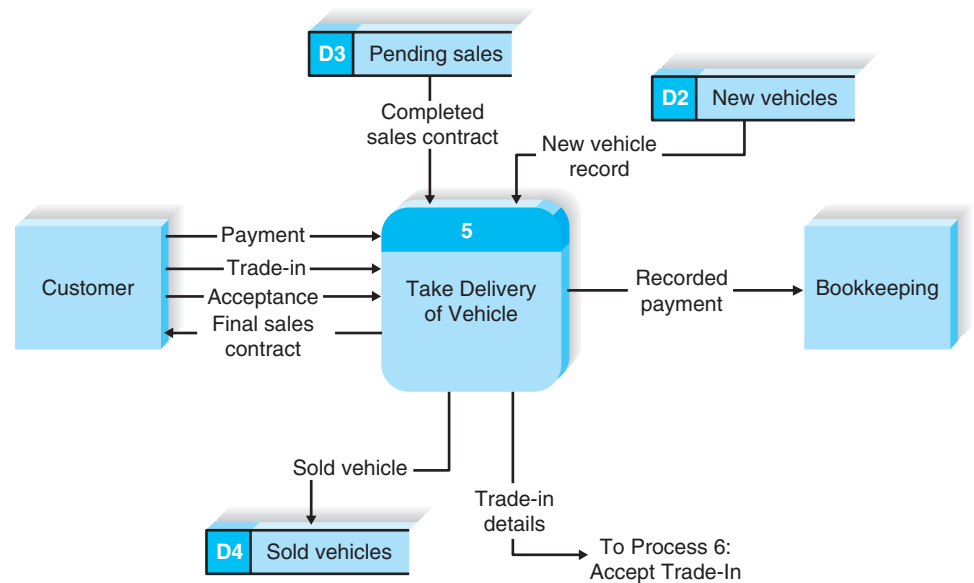 D3 Pending sales
D2 New vehicles
Completed
sales contract
New vehicle
record
Customer
Payment
Trade-in
Acceptance
Final sales
contract
5
Take Delivery
of Vehicle
Recorded
payment
Bookkeeping
Sold vehicle
Trade-in
details
D4 Sold vehicles
To Process 6:
Accept Trade-In